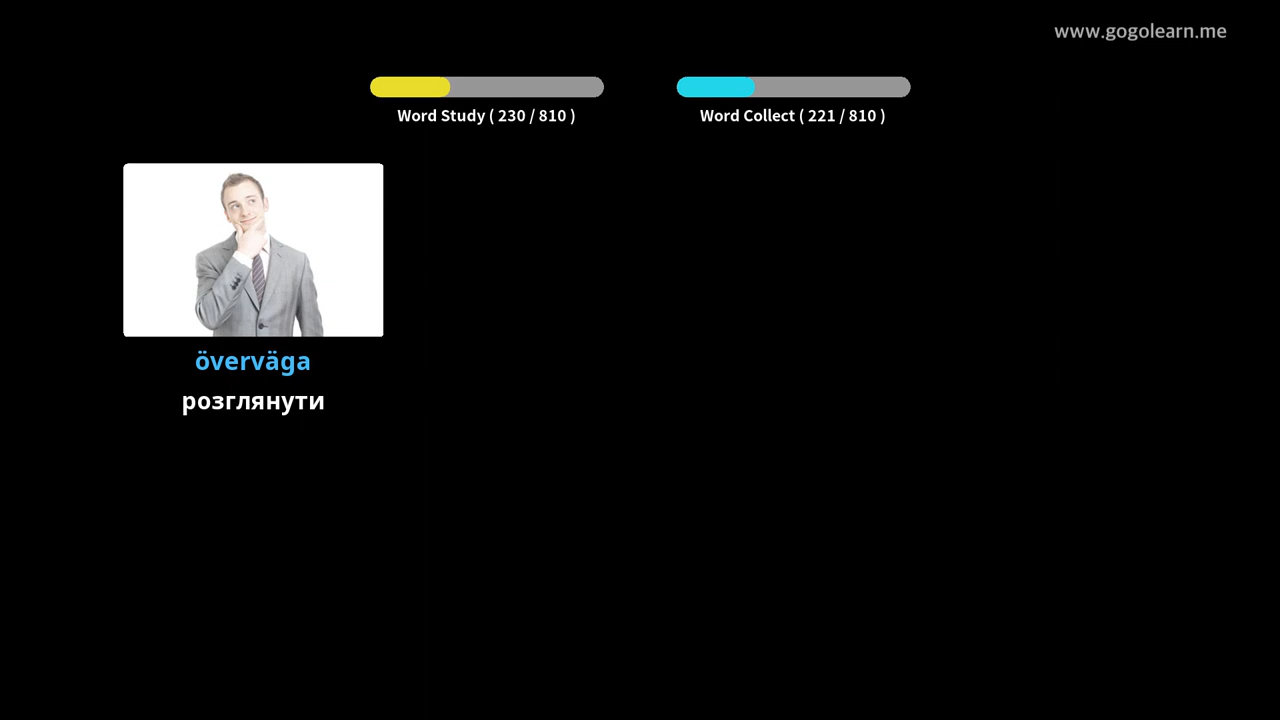 www.gogolearn.me
Word Study ( 230 / 810 )
Word Collect ( 221 / 810 )
överväga
розглянути